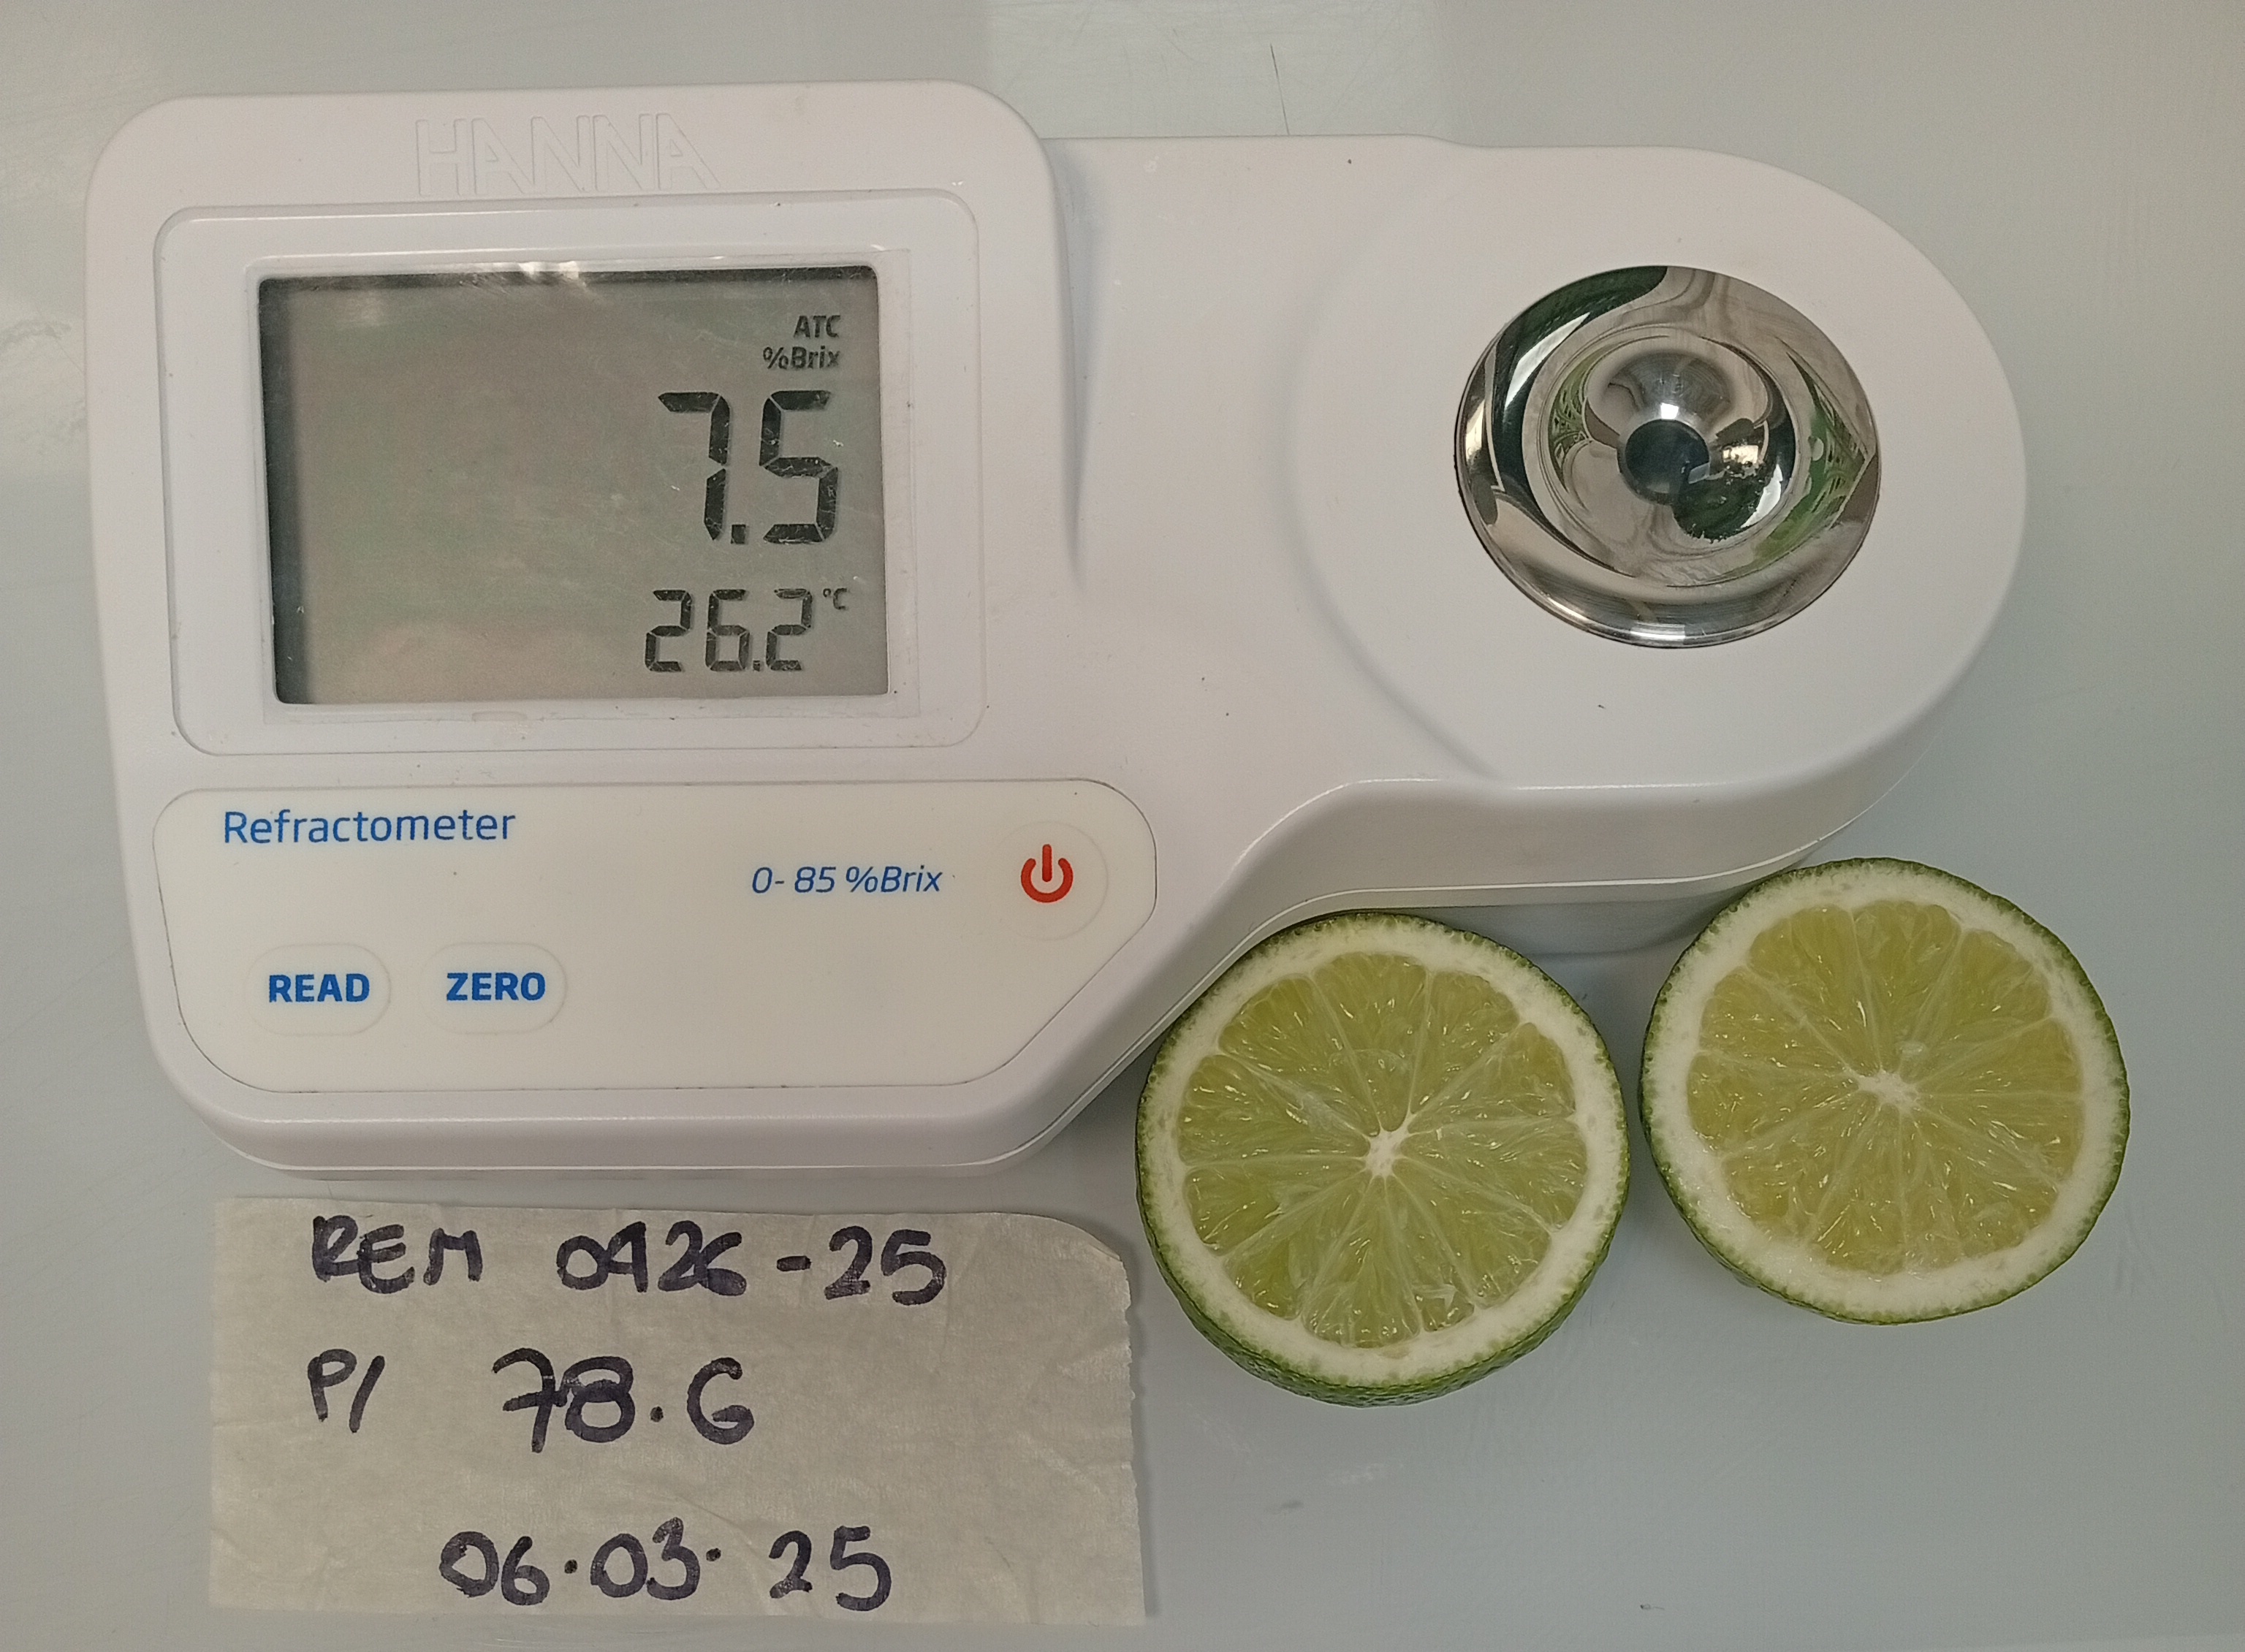 HANNA
ATC
%Brix
7.5
26.2 °C
Refractometer
0-85 %Brix
READ ZERO
REM 0426-25
P/ 78.6
06.03.25